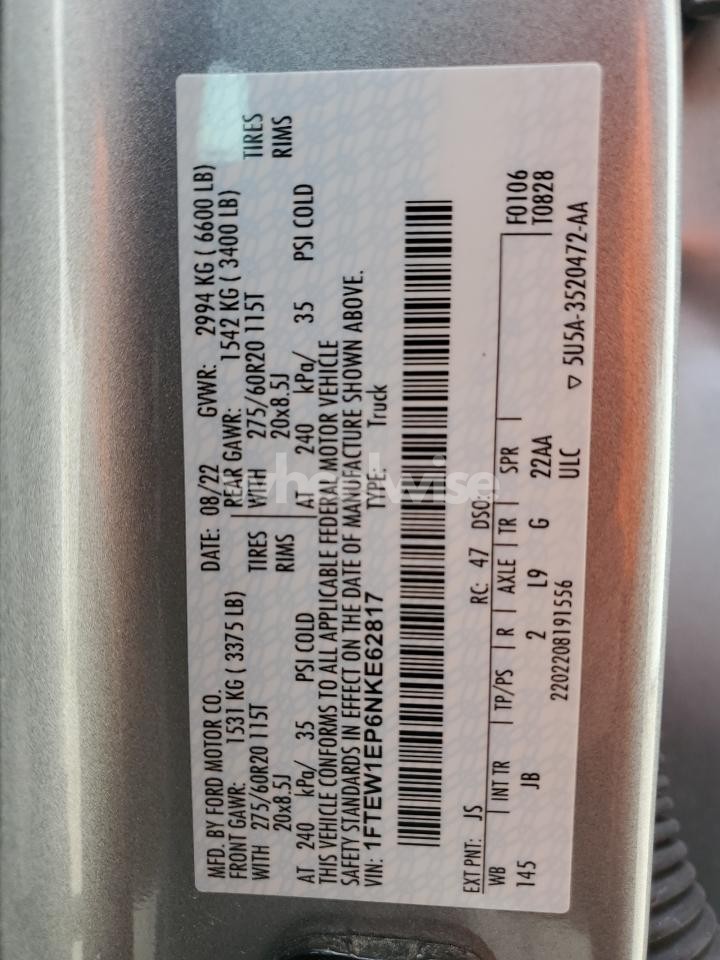 MFD. BY FORD MOTOR CO.
DATE: 08/22 GVWR: 2994 KG ( 6600 LB)
FRONT GAWR: 1531 KG ( 3375 LB) REAR GAWR: 1542 KG ( 3400 LB)
WITH 275/60R20 115T TIRES WITH 275/60R20 115T TIRES
20x8.5J RIMS 20x8.5J RIMS
AT 240 kPa/ 35 PSI COLD AT 240 kPa/ 35 PSI COLD
THIS VEHICLE CONFORMS TO ALL APPLICABLE FEDERAL MOTOR VEHICLE
SAFETY STANDARDS IN EFFECT ON THE DATE OF MANUFACTURE SHOWN ABOVE.
VIN: 1FTEW1EP6NKE62817 TYPE: Truck
wheelwise
EXT PNT: JS RC: 47 DSO:
WB INT TR TP/PS R AXLE TR SPR F0106
145 JB 2 L9 G 22AA T0828
2202208191556 ULC
▽ 5U5A-3520472-AA